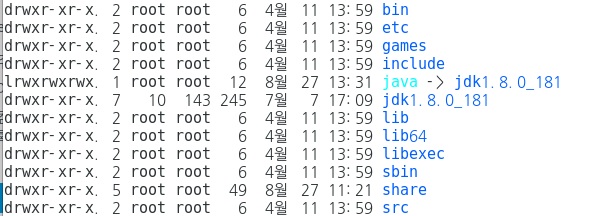 drwxr-xr-x. 2 root root 6 4월 11 13:59 bin
drwxr-xr-x. 2 root root 6 4월 11 13:59 etc
drwxr-xr-x. 2 root root 6 4월 11 13:59 games
drwxr-xr-x. 2 root root 6 4월 11 13:59 include
lrwxrwxrwx. 1 root root 12 8월 27 13:31 java -> jdk1.8.0_181
drwxr-xr-x. 7 10 143 245 7월 7 17:09 jdk1.8.0_181
drwxr-xr-x. 2 root root 6 4월 11 13:59 lib
drwxr-xr-x. 2 root root 6 4월 11 13:59 lib64
drwxr-xr-x. 2 root root 6 4월 11 13:59 libexec
drwxr-xr-x. 2 root root 6 4월 11 13:59 sbin
drwxr-xr-x. 5 root root 49 8월 27 11:21 share
drwxr-xr-x. 2 root root 6 4월 11 13:59 src